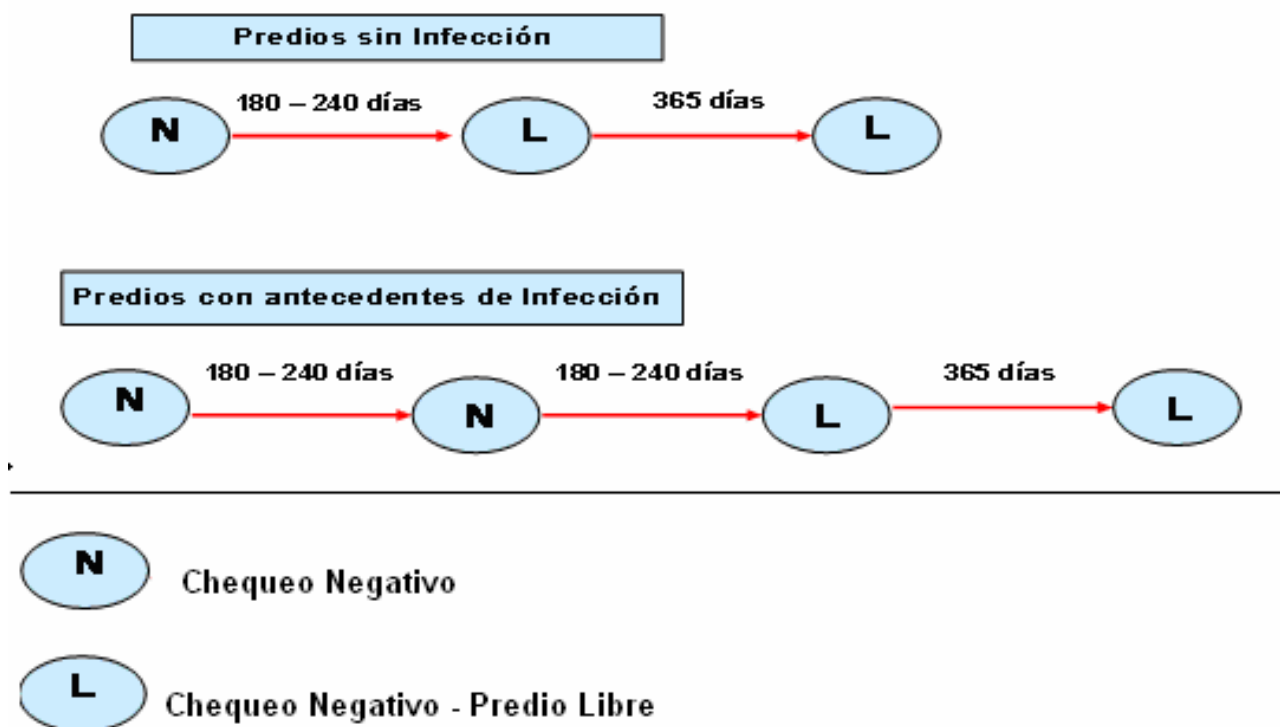 Predios sin Infección
180 – 240 días
365 días
N
L
L
Predios con antecedentes de Infección
180 – 240 días
180 – 240 días
365 días
N
N
L
L
N
Chequeo Negativo
L
Chequeo Negativo - Predio Libre